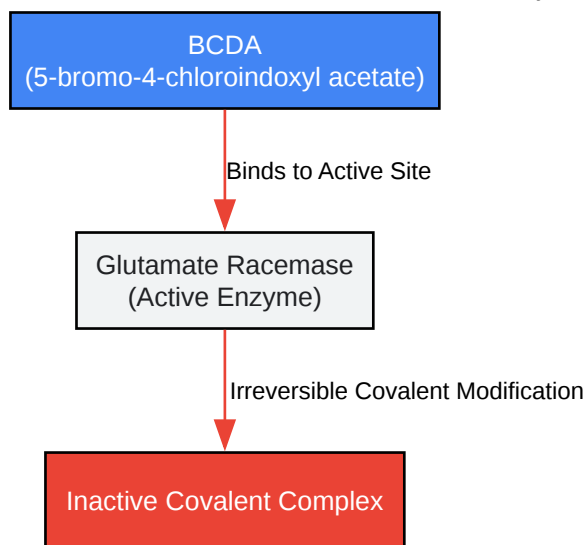 BCDA
(5-bromo-4-chloroindoxyl acetate)
Binds to Active Site
Glutamate Racemase
(Active Enzyme)
Irreversible Covalent Modification
Inactive Covalent Complex